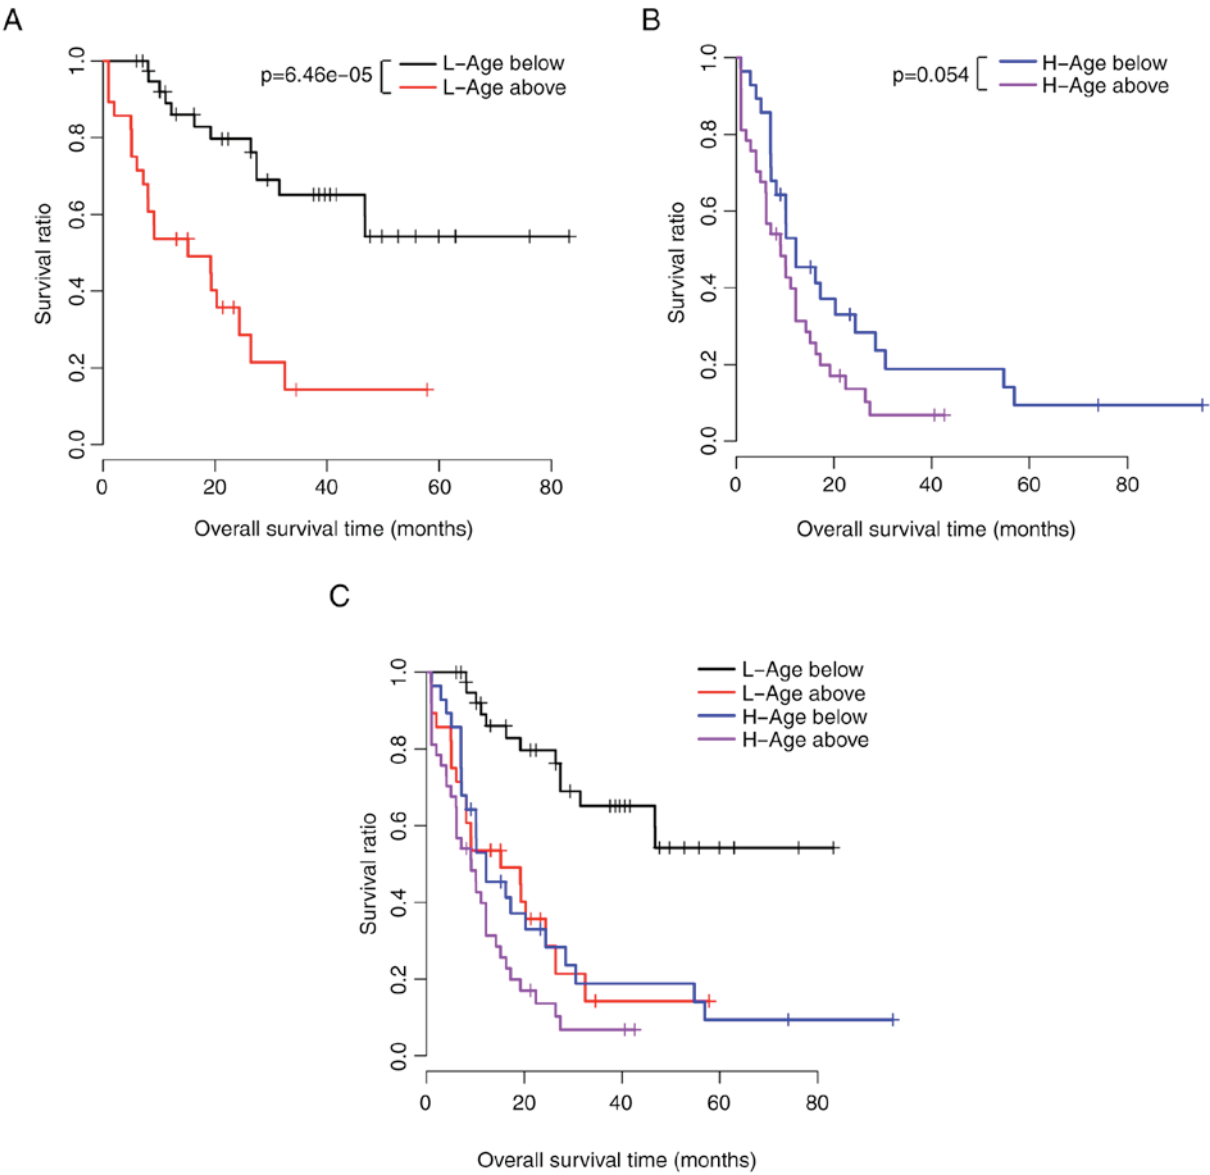 A
p=6.46e−05
L−Age below
L−Age above
Survival ratio
1.0
0.8
0.6
0.4
0.2
0.0
0 20 40 60 80
Overall survival time (months)
B
p=0.054
H−Age below
H−Age above
Survival ratio
1.0
0.8
0.6
0.4
0.2
0.0
0 20 40 60 80
Overall survival time (months)
C
L−Age below
L−Age above
H−Age below
H−Age above
Survival ratio
1.0
0.8
0.6
0.4
0.2
0.0
0 20 40 60 80
Overall survival time (months)